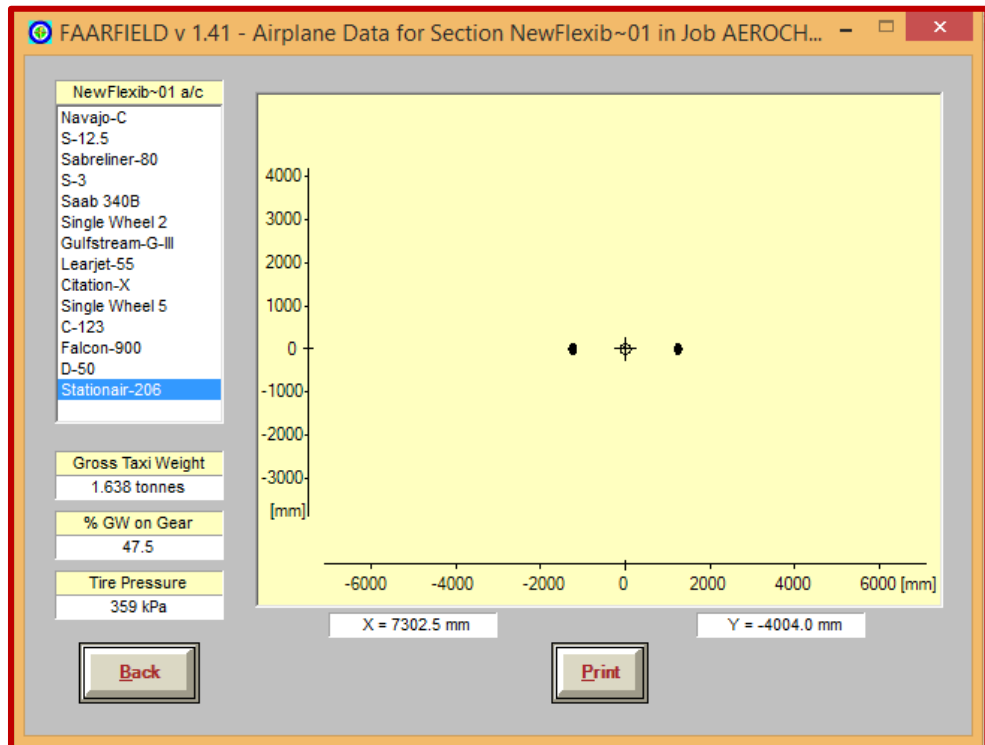 FAARFIELD v 1.41 - Airplane Data for Section NewFlexib~01 in Job AEROCH...
NewFlexib~01 a/c
Navajo-C
S-12.5
Sabreliner-80
S-3
Saab 340B
Single Wheel 2
Gulfstream-G-III
Learjet-55
Citation-X
Single Wheel 5
C-123
Falcon-900
D-50
Stationair-206
Gross Taxi Weight
1.638 tonnes
% GW on Gear
47.5
Tire Pressure
359 kPa
4000
3000
2000
1000
0
-1000
-2000
-3000
[mm]
-6000 -4000 -2000 0 2000 4000 6000 [mm]
X = 7302.5 mm Y = -4004.0 mm
Back Print